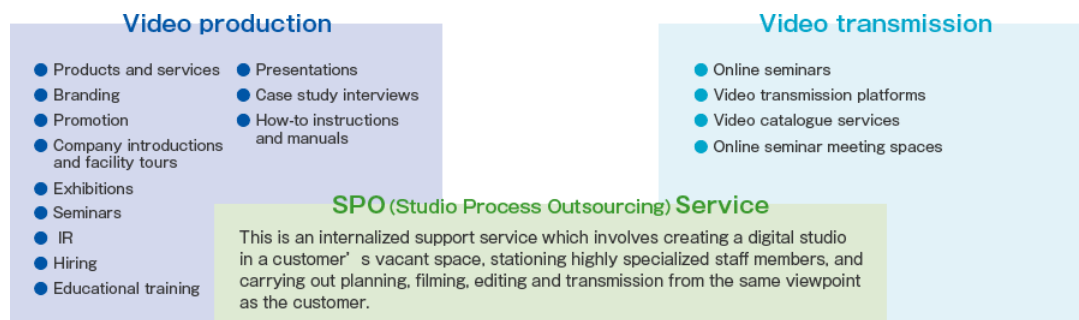 Video production
Products and services
Branding
Promotion
Company introductions
and facility tours
Exhibitions
Seminars
IR
Hiring
Educational training
Presentations
Case study interviews
How-to instructions
and manuals
Video transmission
Online seminars
Video transmission platforms
Video catalogue services
Online seminar meeting spaces
SPO (Studio Process Outsourcing) Service
This is an internalized support service which involves creating a digital studio
in a customer’s vacant space, stationing highly specialized staff members, and
carrying out planning, filming, editing and transmission from the same viewpoint
as the customer.